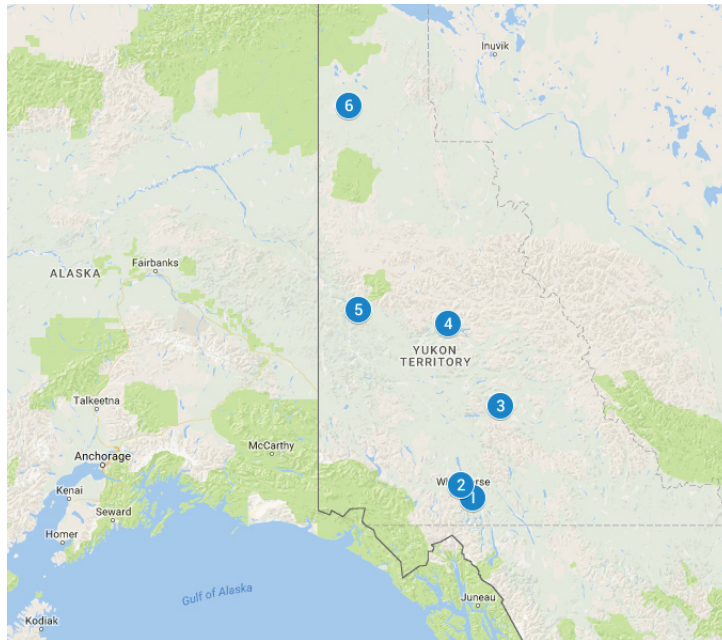 Inuvik
6
Fairbanks
ALASKA
5
4
YUKON
TERRITORY
3
Talkeetna
McCarthy
Anchorage
Kenai
2
1
Seward
Homer
Gulf of Alaska
Juneau
Kodiak